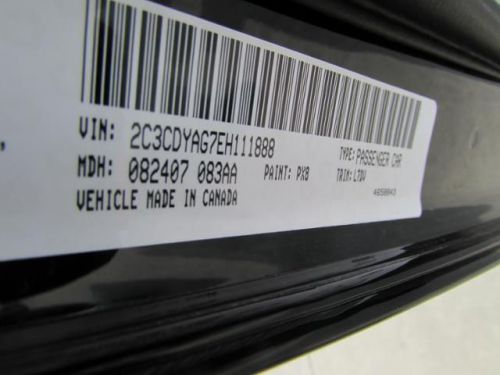 VIN: 2C3CDYAG7EH111888 TYPE: PASSENGER CAR
MDH: 082407 083AA PAINT: PX8 TRIM: LTDV
VEHICLE MADE IN CANADA